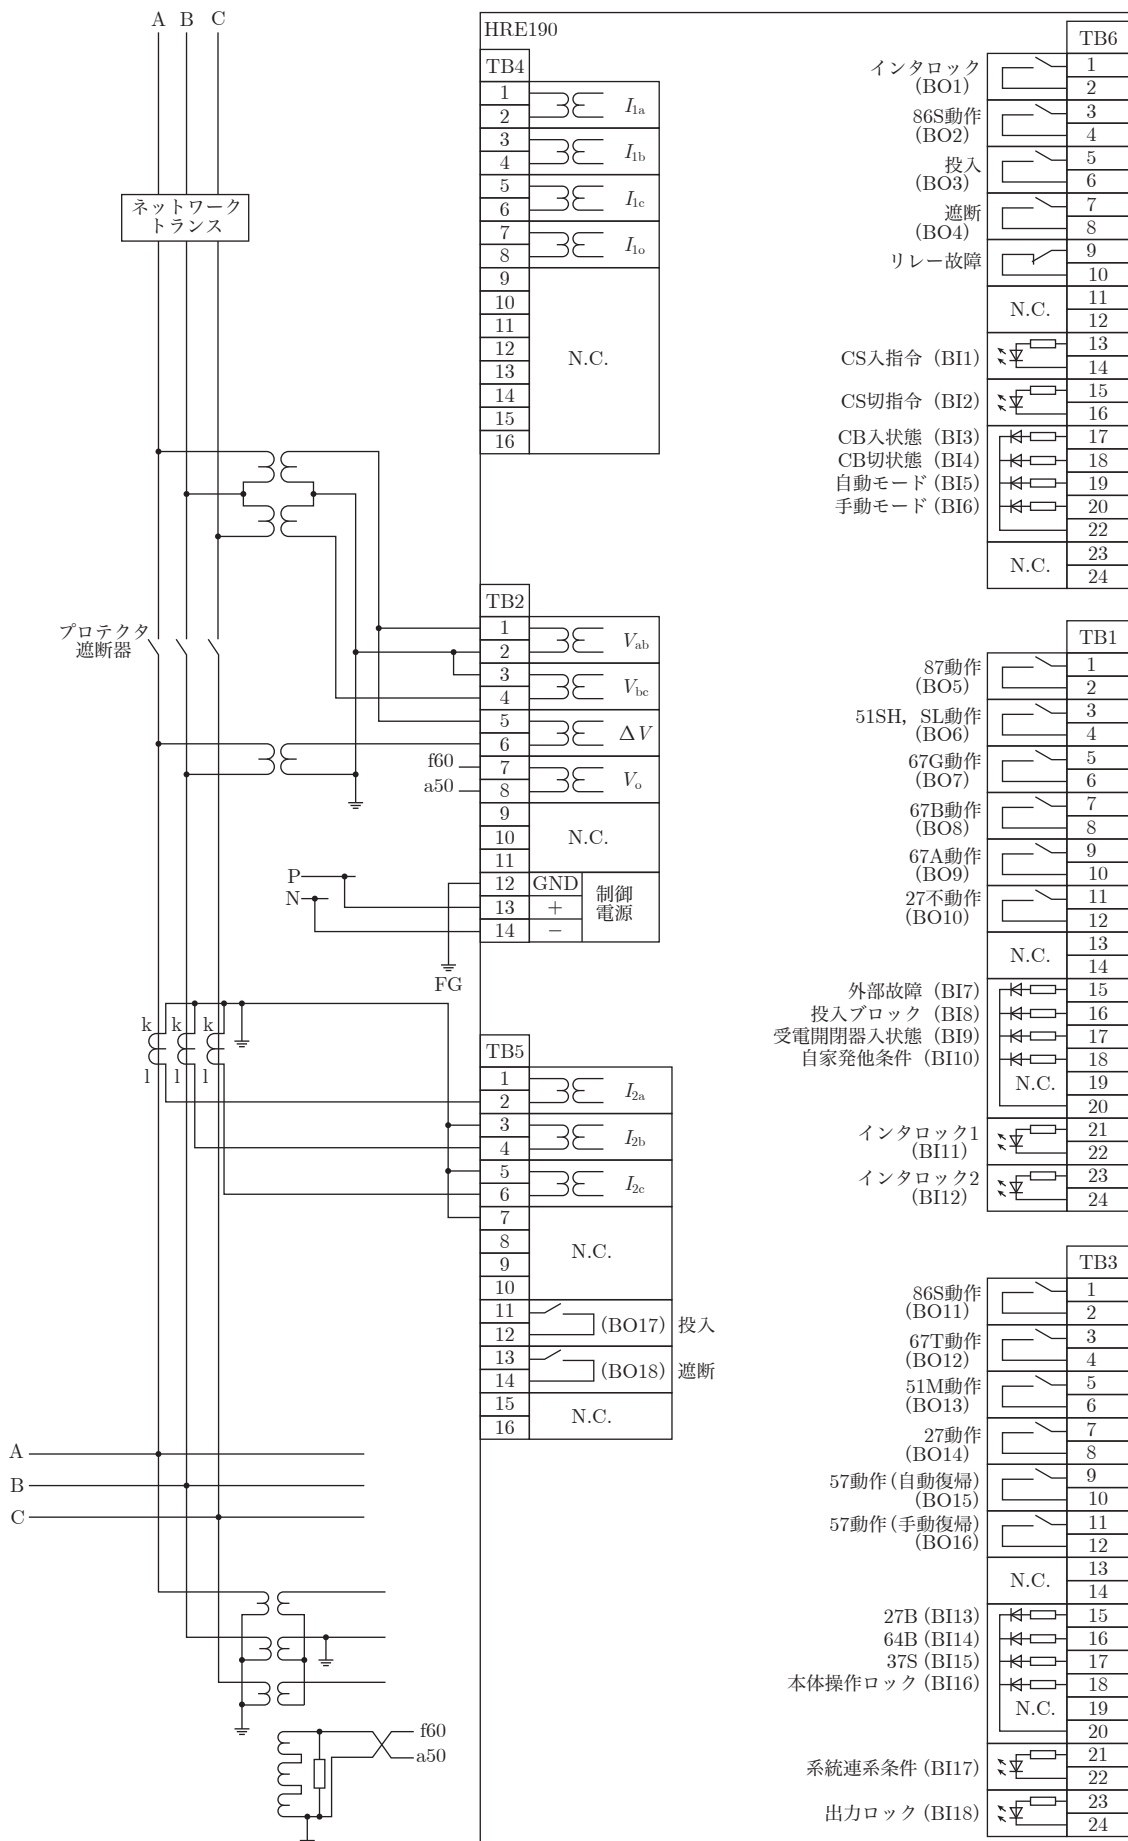 A B C
HRE190
TB4
1
2
I1a
3
4
I1b
5
6
I1c
7
8
I1o
9
10
11
12
13
14
15
16
N.C.
ネットワーク
トランス
プロテクタ
遮断器
TB2
1
2
Vab
3
4
Vbc
5
6
ΔV
f60
a50
7
8
Vo
9
10
11
N.C.
P
N
12 GND
13 +
14 −
制御
電源
FG
k k k
l l l
TB5
1
2
I2a
3
4
I2b
5
6
I2c
7
8
9
10
N.C.
11
12
(BO17) 投入
13
14
(BO18) 遮断
15
16
N.C.
A
B
C
f60
a50
TB6
インタロック
(BO1)
1
2
86S動作
(BO2)
3
4
投入
(BO3)
5
6
遮断
(BO4)
7
8
リレー故障
9
10
N.C.
11
12
CS入指令 (BI1)
13
14
CS切指令 (BI2)
15
16
CB入状態 (BI3)
17
CB切状態 (BI4)
18
自動モード (BI5)
19
手動モード (BI6)
20
22
N.C.
23
24
TB1
87動作
(BO5)
1
2
51SH，SL動作
(BO6)
3
4
67G動作
(BO7)
5
6
67B動作
(BO8)
7
8
67A動作
(BO9)
9
10
27不動作
(BO10)
11
12
N.C.
13
14
外部故障 (BI7)
15
投入ブロック (BI8)
16
受電開閉器入状態 (BI9)
17
自家発他条件 (BI10)
18
N.C.
19
20
インタロック1
(BI11)
21
22
インタロック2
(BI12)
23
24
TB3
86S動作
(BO11)
1
2
67T動作
(BO12)
3
4
51M動作
(BO13)
5
6
27動作
(BO14)
7
8
57動作(自動復帰)
(BO15)
9
10
57動作(手動復帰)
(BO16)
11
12
N.C.
13
14
27B (BI13)
15
64B (BI14)
16
37S (BI15)
17
本体操作ロック (BI16)
18
N.C.
19
20
系統連系条件 (BI17)
21
22
出力ロック (BI18)
23
24